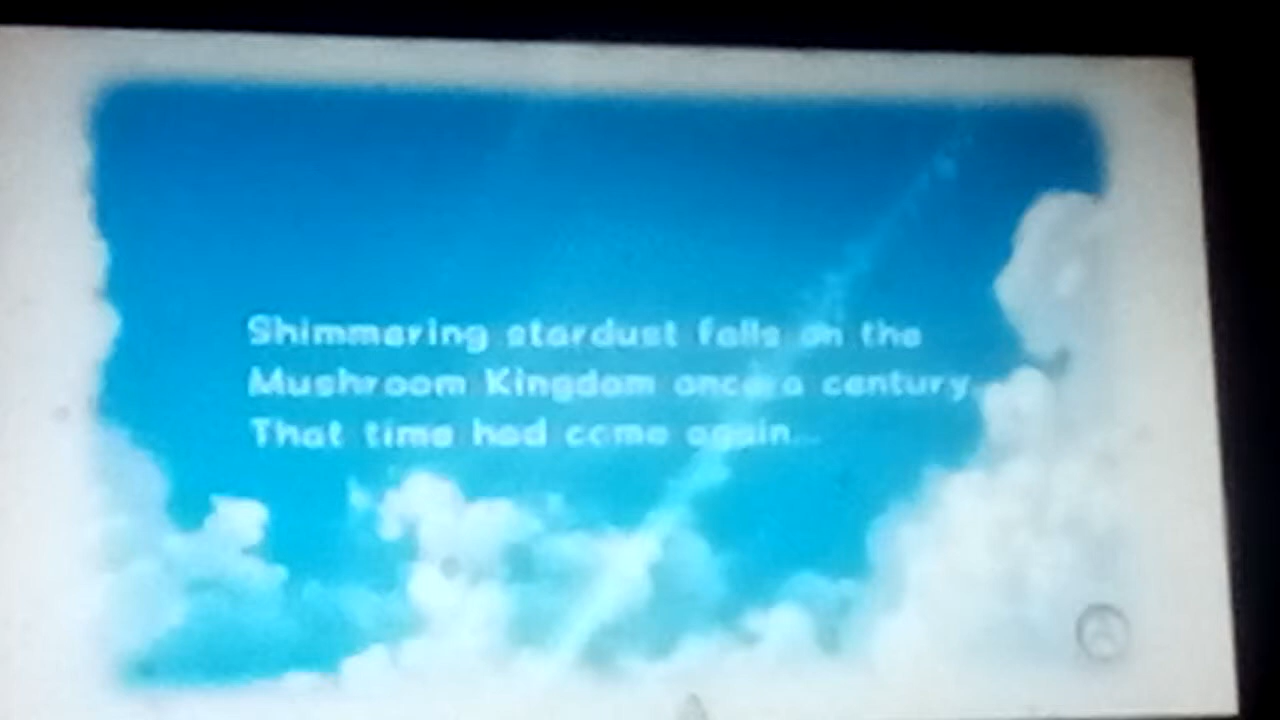 Shimmering stardust falls on the
Mushroom Kingdom once a century.
That time had come again...